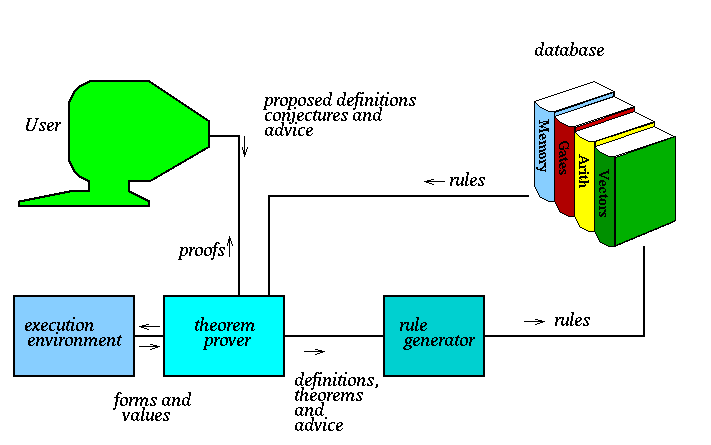 database
User
proposed definitions
conjectures and
advice
Memory
Gates
Arith
Vectors
rules
proofs
execution
environment
theorem
prover
rule
generator
rules
forms and
values
definitions,
theorems
and
advice